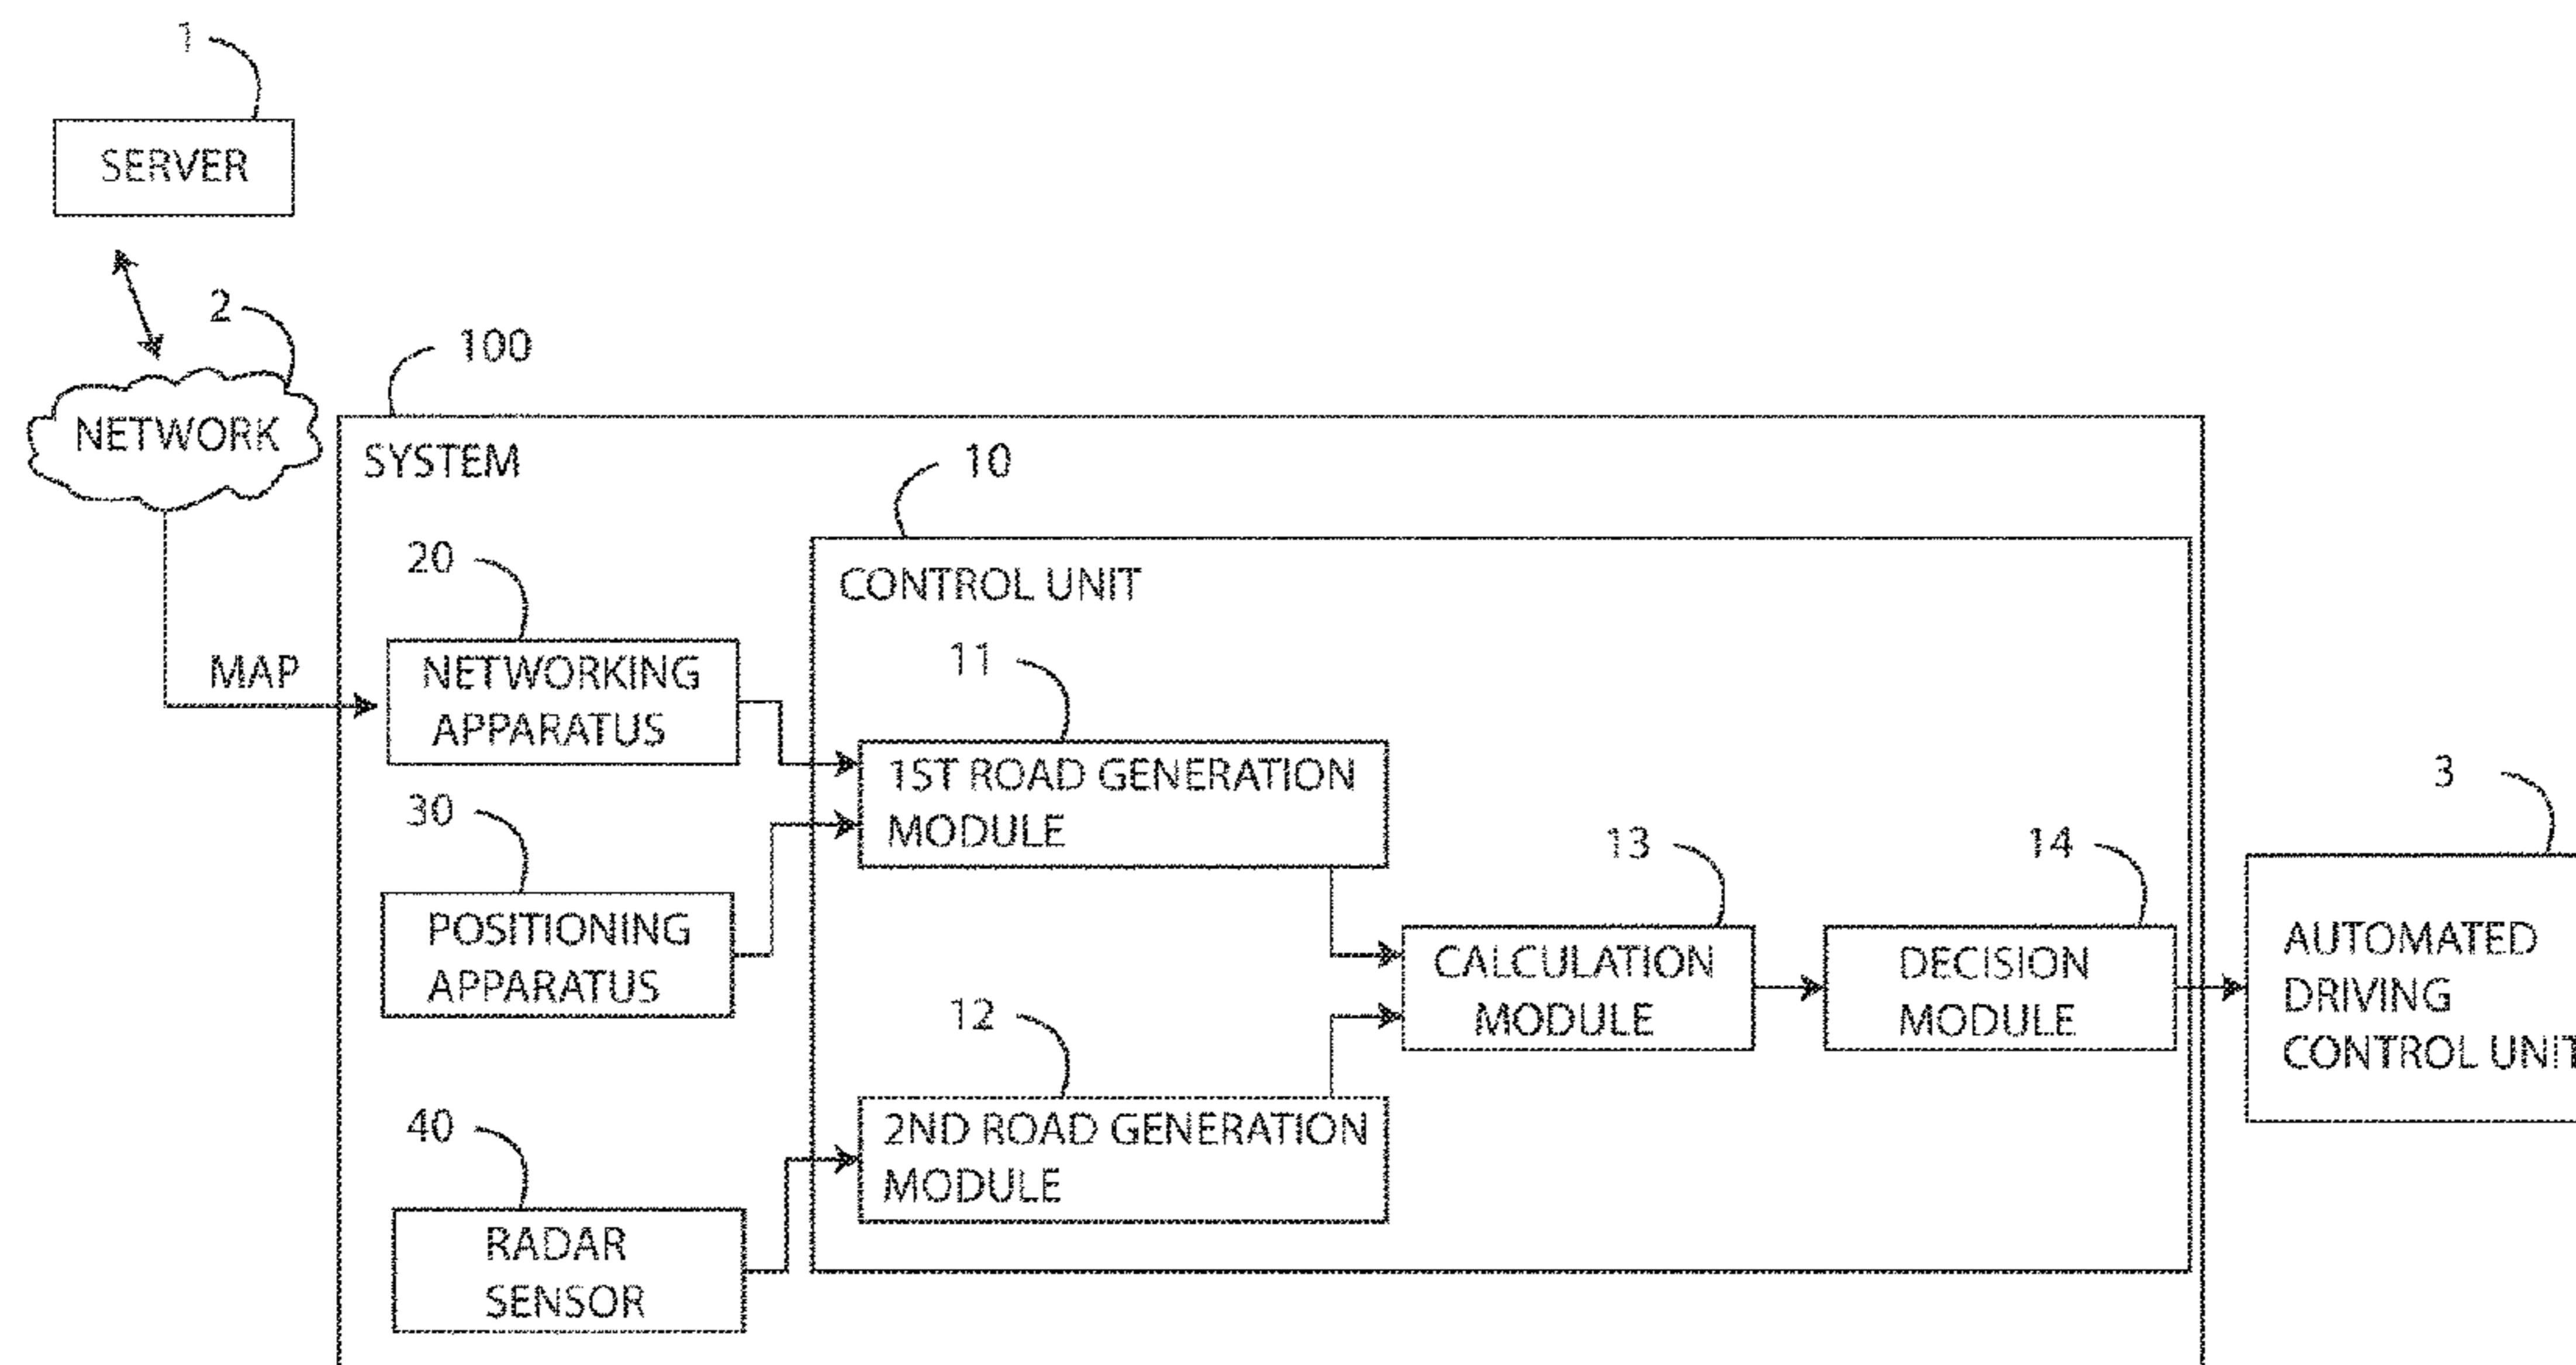 1
SERVER
2
NETWORK
100
SYSTEM
10
CONTROL UNIT
20
NETWORKING
APPARATUS
MAP
11
1ST ROAD GENERATION
MODULE
30
POSITIONING
APPARATUS
13
CALCULATION
MODULE
14
DECISION
MODULE
3
AUTOMATED
DRIVING
CONTROL UNIT
12
2ND ROAD GENERATION
MODULE
40
RADAR
SENSOR